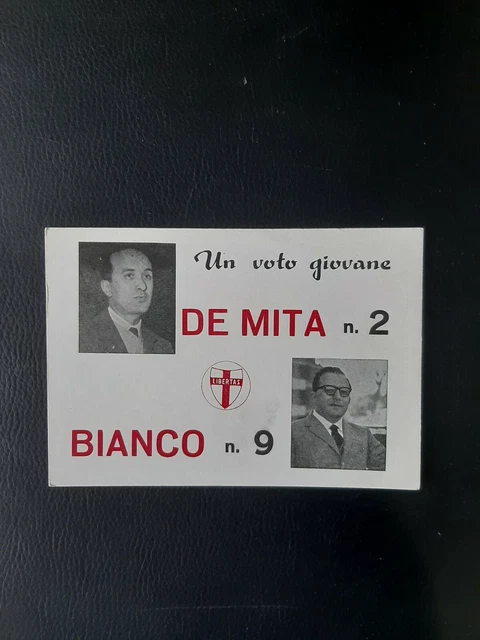 Un voto giovane
DE MITA n. 2
LIBERTAS
BIANCO n. 9